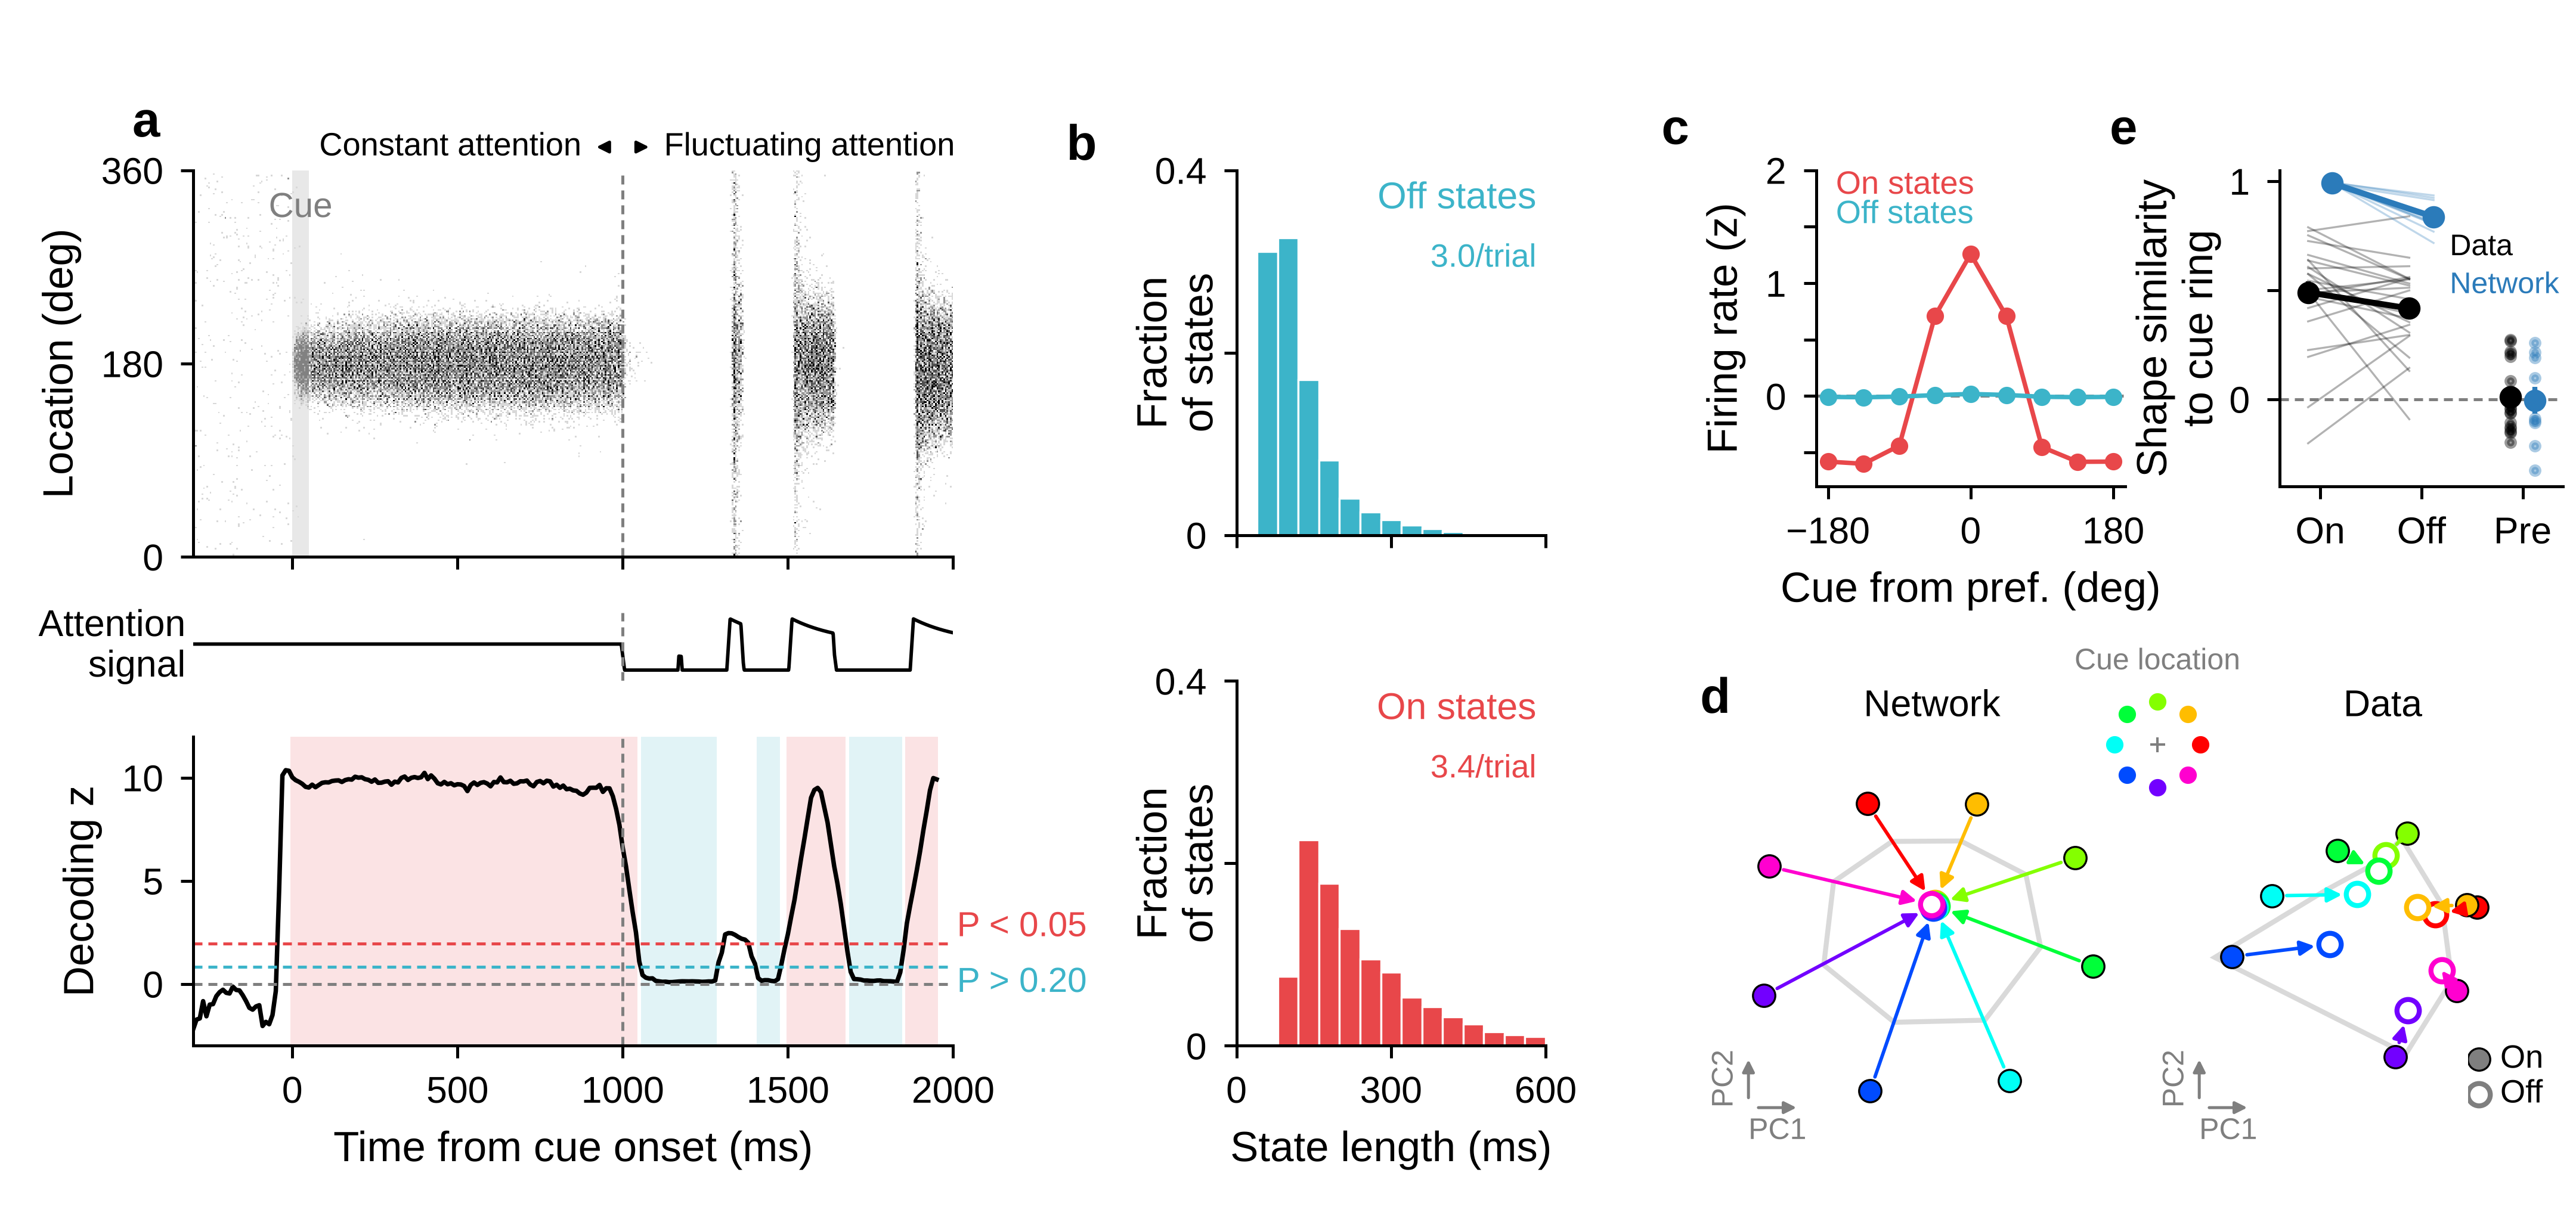 a
Constant attention
Fluctuating attention
360
180
0
Location (deg)
Cue
Attention
signal
10
5
0
Decoding z
P < 0.05
P > 0.20
0
500
1000
1500
2000
Time from cue onset (ms)
b
0.4
0
Fraction
of states
Off states
3.0/trial
0.4
0
Fraction
of states
On states
3.4/trial
0
300
600
State length (ms)
c
2
1
0
Firing rate (z)
On states
Off states
−180
0
180
Cue from pref. (deg)
e
1
0
Shape similarity
to cue ring
Data
Network
On
Off
Pre
d
Network
Cue location
+
Data
PC2
PC1
PC2
PC1
On
Off